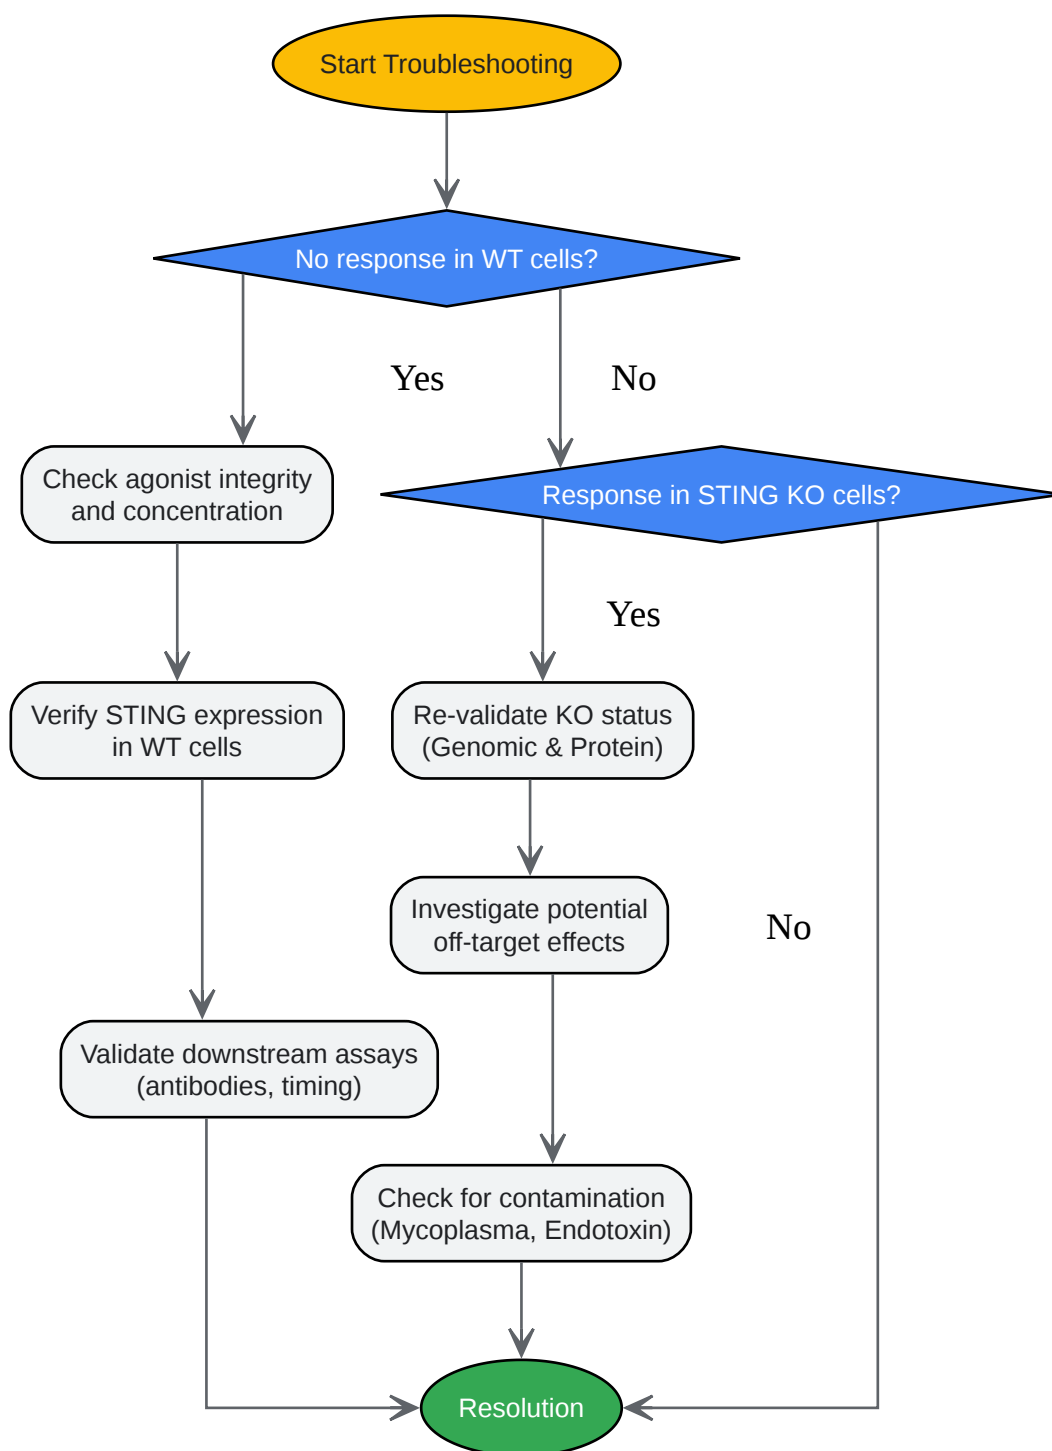 Start Troubleshooting
No response in WT cells?
Yes
No
Check agonist integrity
and concentration
Response in STING KO cells?
Yes
Verify STING expression
in WT cells
Re-validate KO status
(Genomic & Protein)
Investigate potential
off-target effects
No
Validate downstream assays
(antibodies, timing)
Check for contamination
(Mycoplasma, Endotoxin)
Resolution